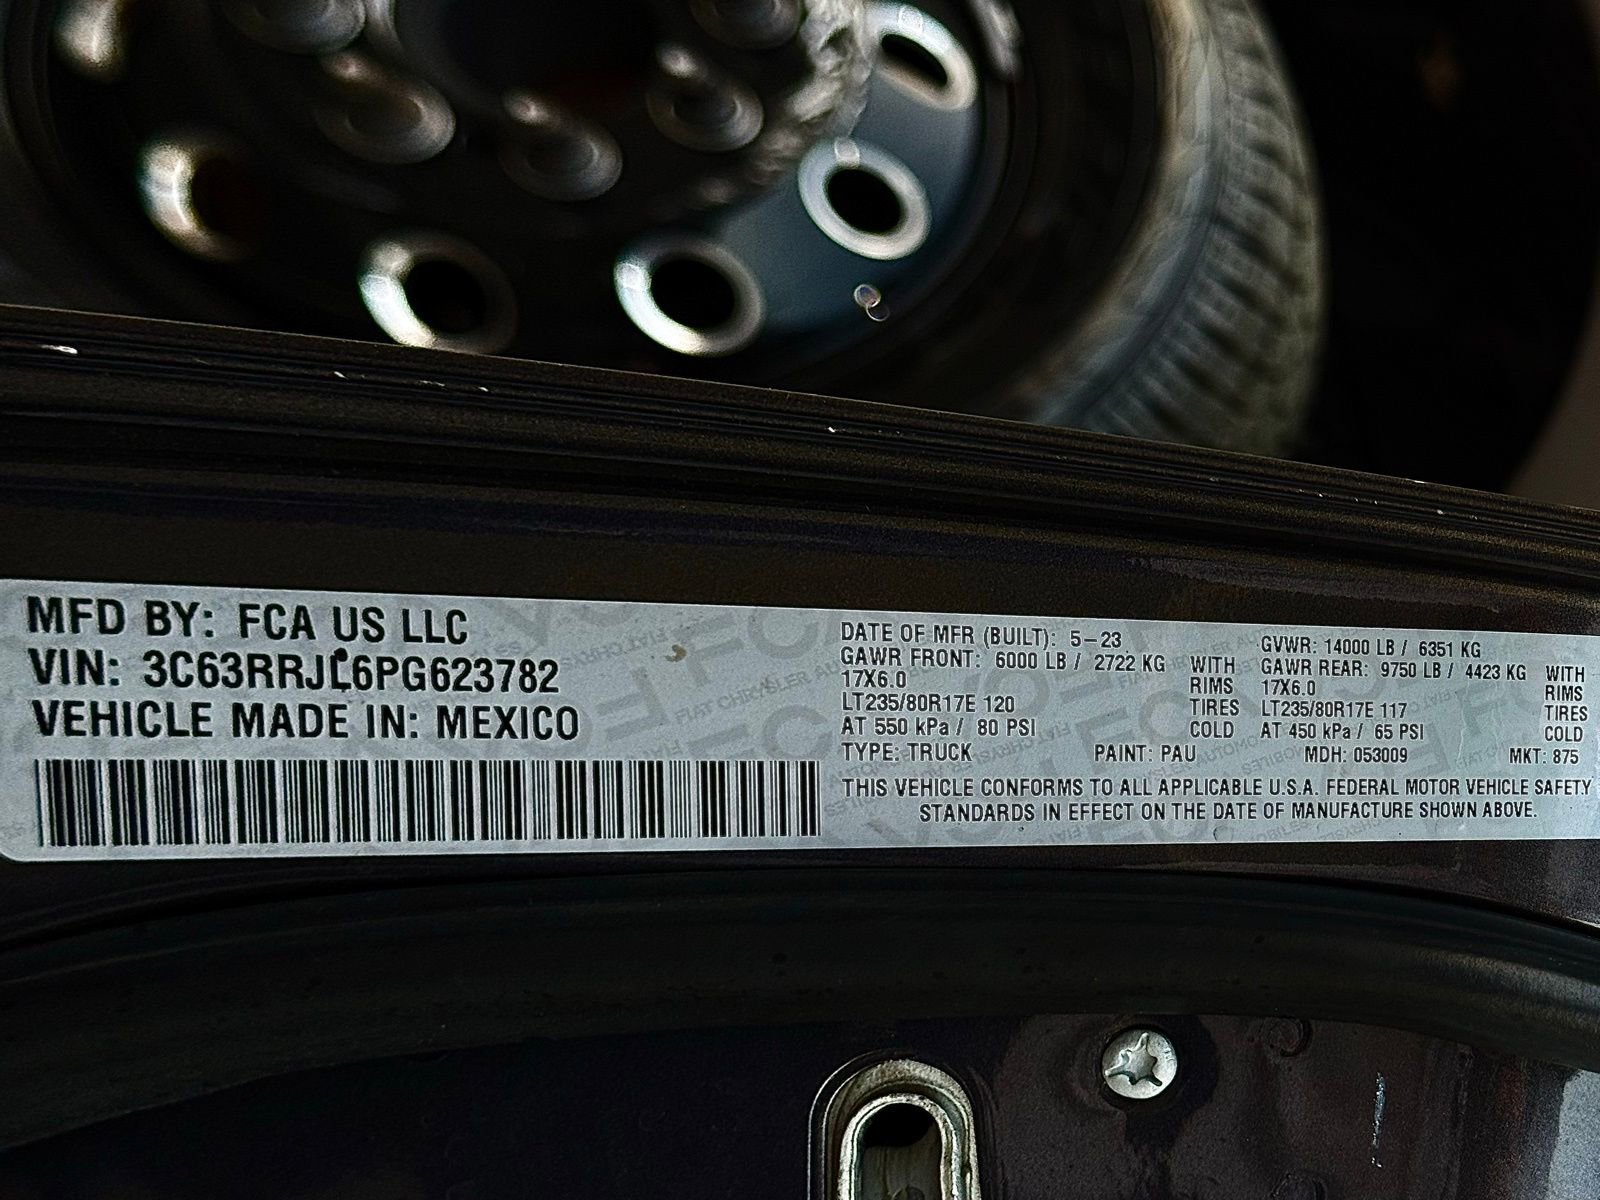 MFD BY: FCA US LLC
VIN: 3C63RRJL6PG623782
VEHICLE MADE IN: MEXICO
DATE OF MFR (BUILT): 5-23
GAWR FRONT: 6000 LB / 2722 KG WITH
17X6.0 RIMS
LT235/80R17E 120 TIRES
AT 550 kPa / 80 PSI COLD
GVWR: 14000 LB / 6351 KG
GAWR REAR: 9750 LB / 4423 KG WITH
17X6.0 RIMS
LT235/80R17E 117 TIRES
AT 450 kPa / 65 PSI COLD
TYPE: TRUCK PAINT: PAU MDH: 053009 MKT: 875
THIS VEHICLE CONFORMS TO ALL APPLICABLE U.S.A. FEDERAL MOTOR VEHICLE SAFETY
STANDARDS IN EFFECT ON THE DATE OF MANUFACTURE SHOWN ABOVE.